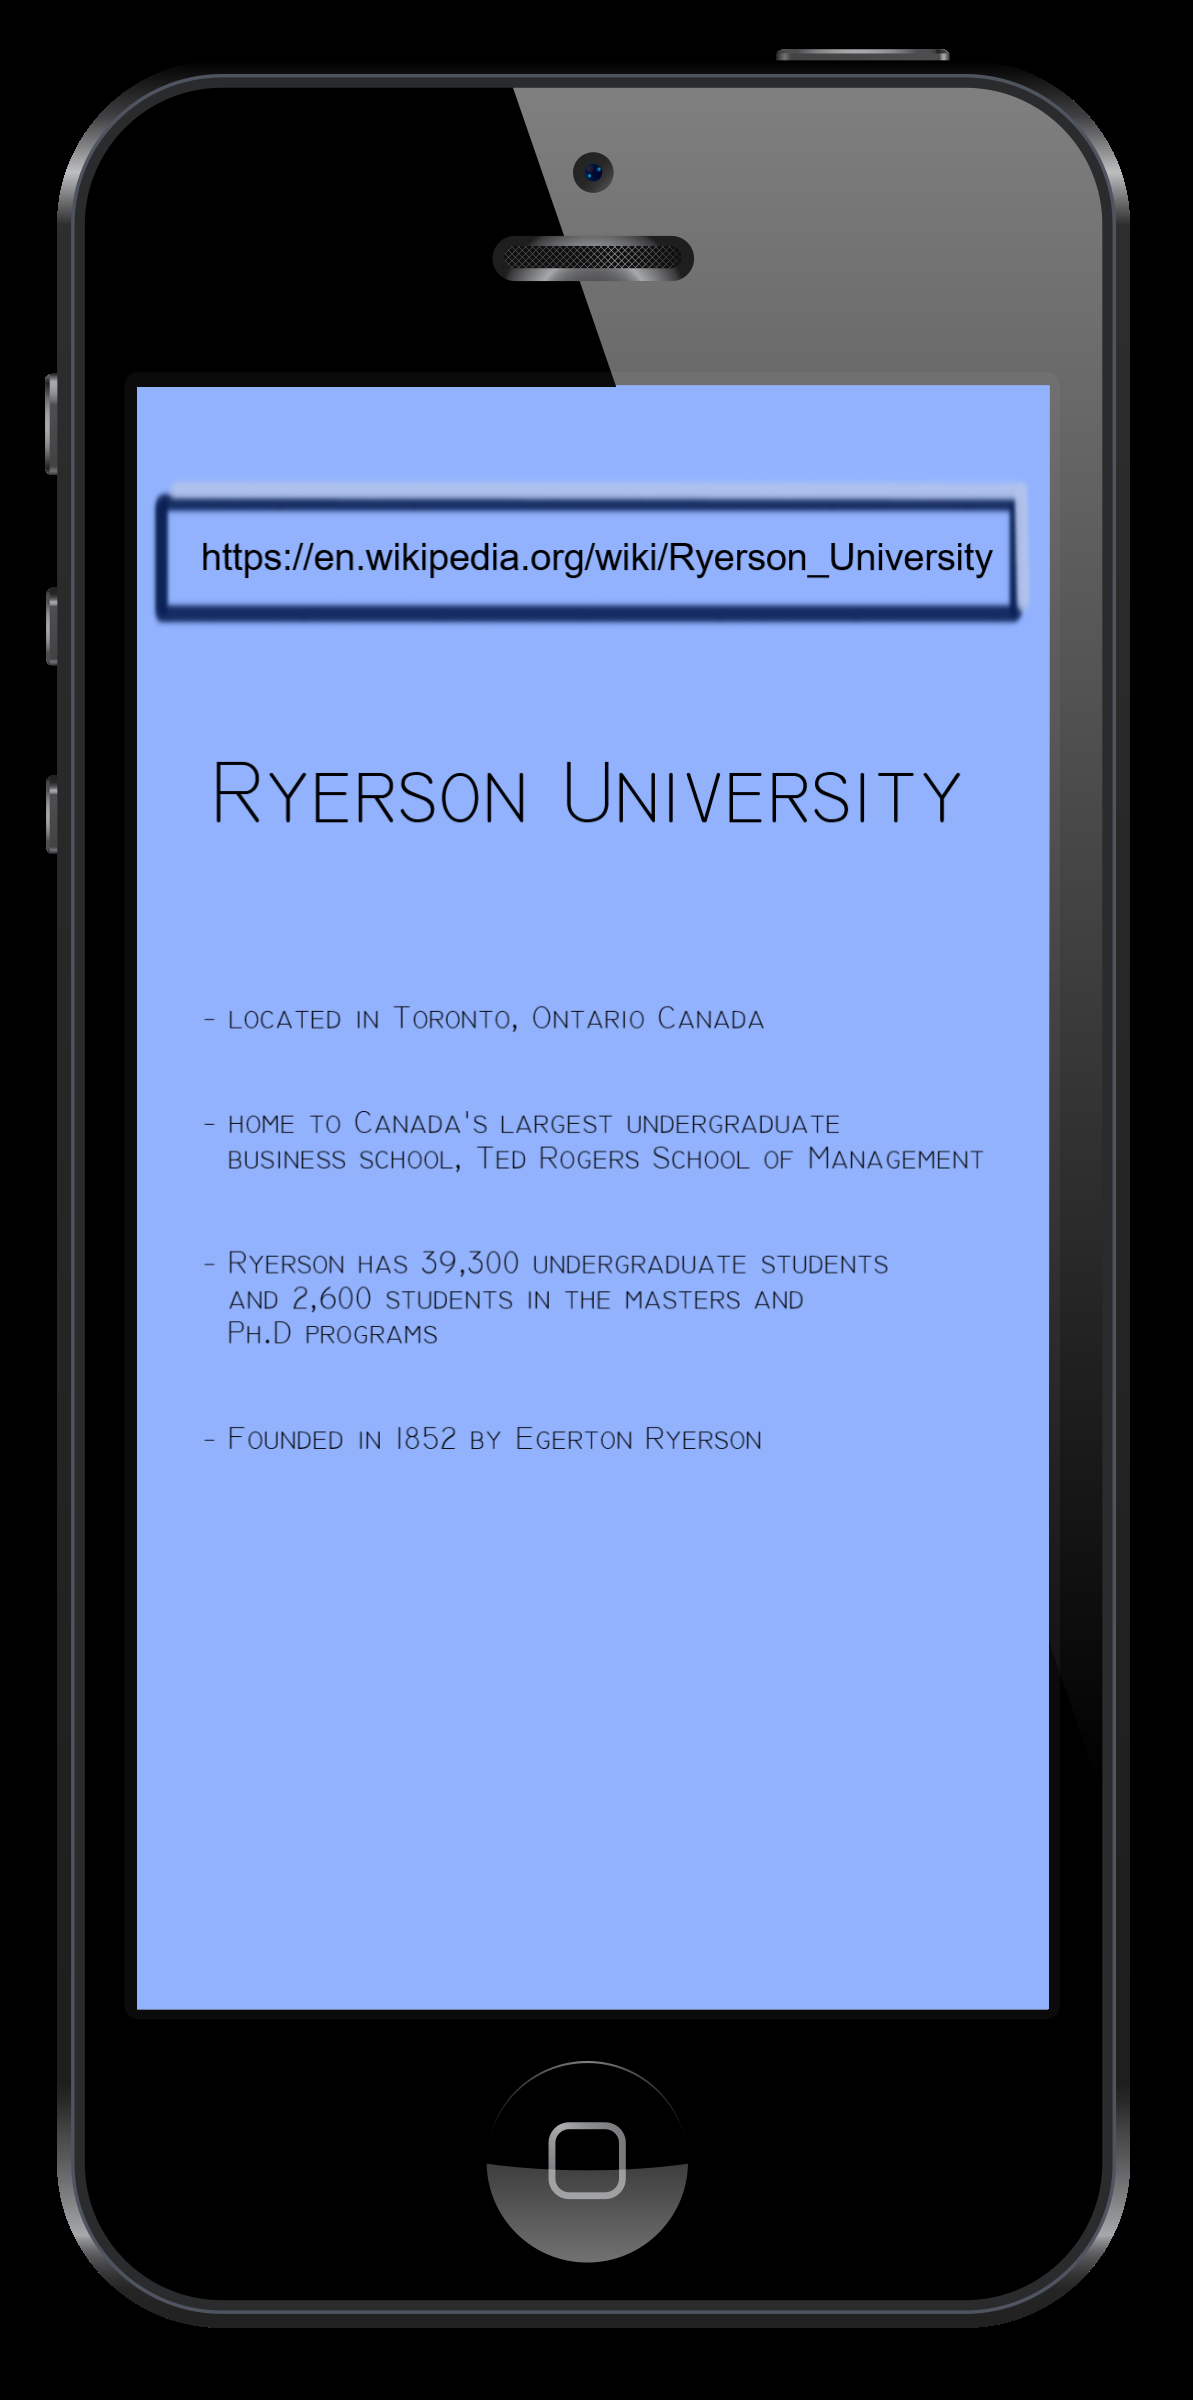 https://en.wikipedia.org/wiki/Ryerson_University
Ryerson University
- located in Toronto, Ontario Canada
- home to Canada's largest undergraduate
business school, Ted Rogers School of Management
- Ryerson has 39,300 undergraduate students
and 2,600 students in the masters and
Ph.D programs
- Founded in 1852 by Egerton Ryerson